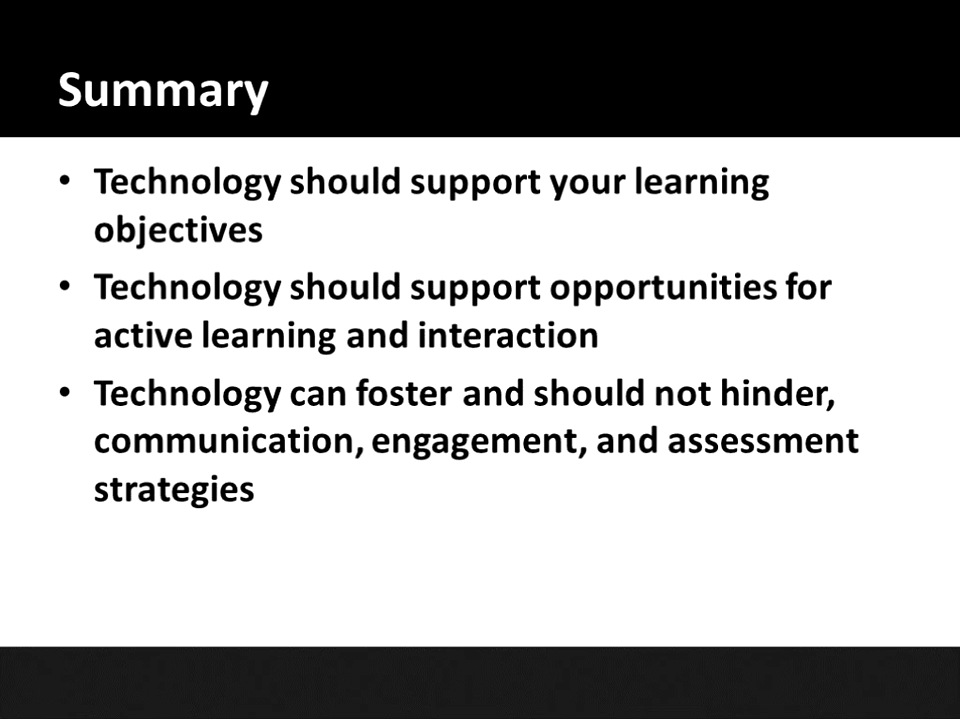 Summary
• Technology should support your learning
objectives
• Technology should support opportunities for
active learning and interaction
• Technology can foster and should not hinder,
communication, engagement, and assessment
strategies